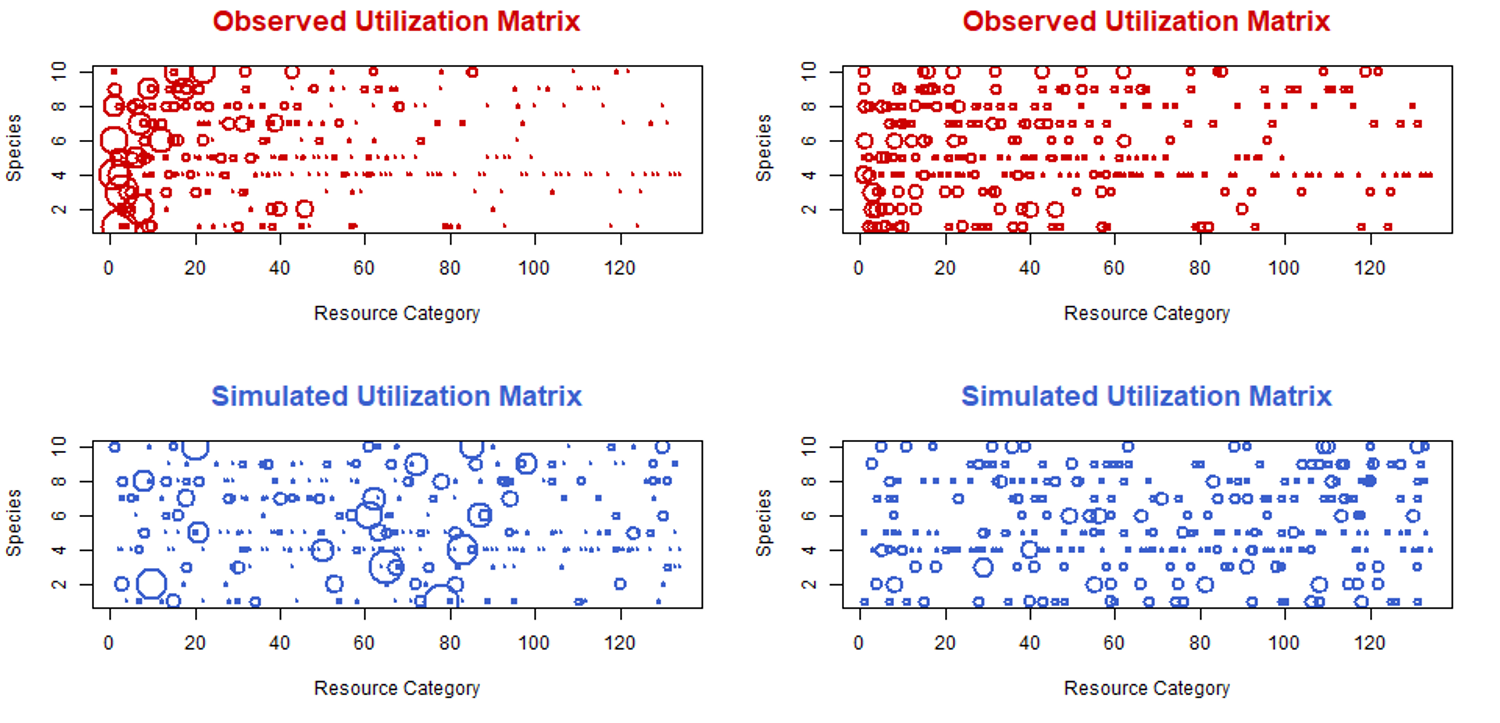 Observed Utilization Matrix
Species
2 4 6 8 10
0 20 40 60 80 100 120
Resource Category
Observed Utilization Matrix
Species
2 4 6 8 10
0 20 40 60 80 100 120
Resource Category
Simulated Utilization Matrix
Species
2 4 6 8 10
0 20 40 60 80 100 120
Resource Category
Simulated Utilization Matrix
Species
2 4 6 8 10
0 20 40 60 80 100 120
Resource Category